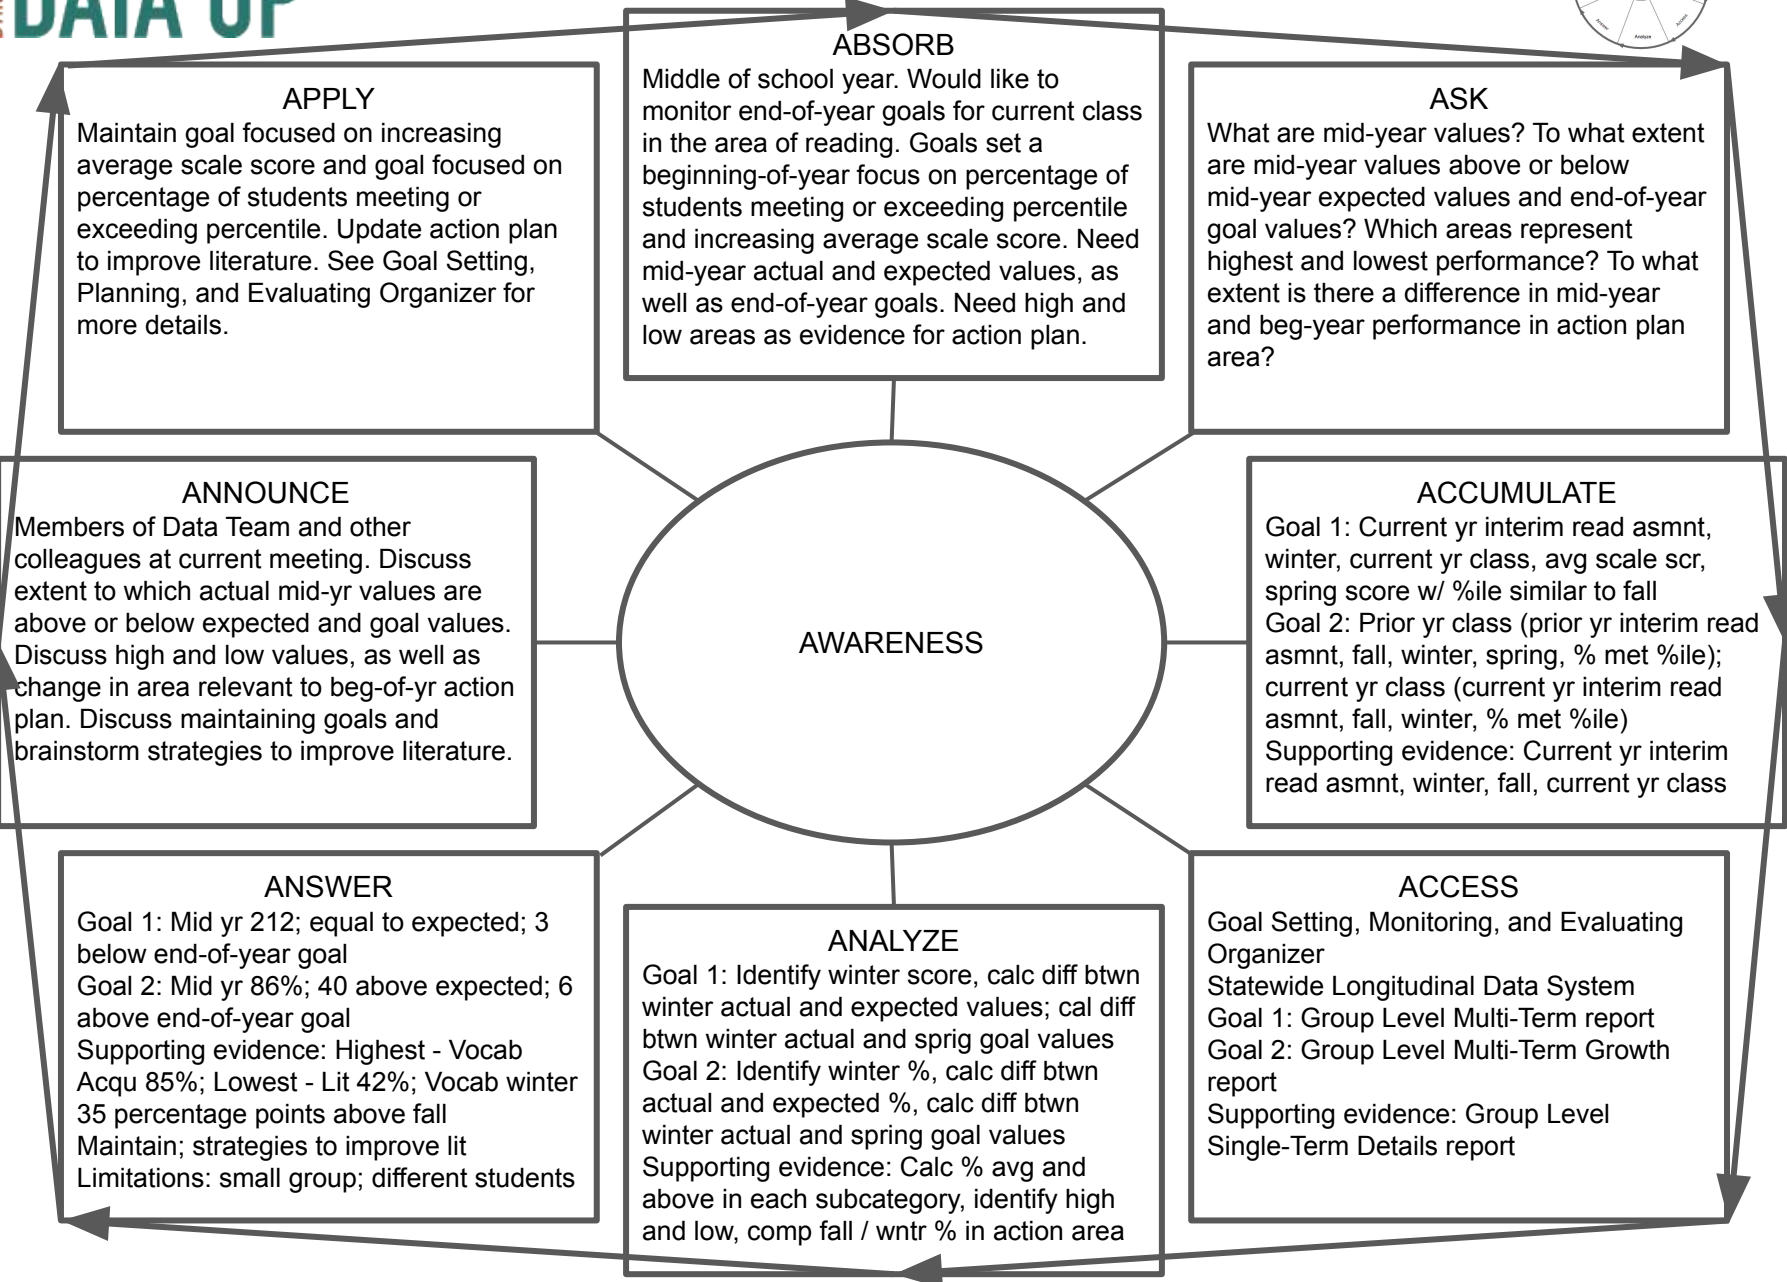 DATA UP
ABSORB
Middle of school year. Would like to
monitor end-of-year goals for current class
in the area of reading. Goals set a
beginning-of-year focus on percentage of
students meeting or exceeding percentile
and increasing average scale score. Need
mid-year actual and expected values, as
well as end-of-year goals. Need high and
low areas as evidence for action plan.
ASK
What are mid-year values? To what extent
are mid-year values above or below
mid-year expected values and end-of-year
goal values? Which areas represent
highest and lowest performance? To what
extent is there a difference in mid-year
and beg-year performance in action plan
area?
ACCUMULATE
Goal 1: Current yr interim read asmnt,
winter, current yr class, avg scale scr,
spring score w/ %ile similar to fall
Goal 2: Prior yr class (prior yr interim read
asmnt, fall, winter, spring, % met %ile);
current yr class (current yr interim read
asmnt, fall, winter, % met %ile)
Supporting evidence: Current yr interim
read asmnt, winter, fall, current yr class
ACCESS
Goal Setting, Monitoring, and Evaluating
Organizer
Statewide Longitudinal Data System
Goal 1: Group Level Multi-Term report
Goal 2: Group Level Multi-Term Growth
report
Supporting evidence: Group Level
Single-Term Details report
ANALYZE
Goal 1: Identify winter score, calc diff btwn
winter actual and expected values; cal diff
btwn winter actual and sprig goal values
Goal 2: Identify winter %, calc diff btwn
actual and expected %, calc diff btwn
winter actual and spring goal values
Supporting evidence: Calc % avg and
above in each subcategory, identify high
and low, comp fall / wntr % in action area
ANSWER
Goal 1: Mid yr 212; equal to expected; 3
below end-of-year goal
Goal 2: Mid yr 86%; 40 above expected; 6
above end-of-year goal
Supporting evidence: Highest - Vocab
Acqu 85%; Lowest - Lit 42%; Vocab winter
35 percentage points above fall
Maintain; strategies to improve lit
Limitations: small group; different students
ANNOUNCE
Members of Data Team and other
colleagues at current meeting. Discuss
extent to which actual mid-yr values are
above or below expected and goal values.
Discuss high and low values, as well as
change in area relevant to beg-of-yr action
plan. Discuss maintaining goals and
brainstorm strategies to improve literature.
APPLY
Maintain goal focused on increasing
average scale score and goal focused on
percentage of students meeting or
exceeding percentile. Update action plan
to improve literature. See Goal Setting,
Planning, and Evaluating Organizer for
more details.
AWARENESS
Answer
Analyze
Access